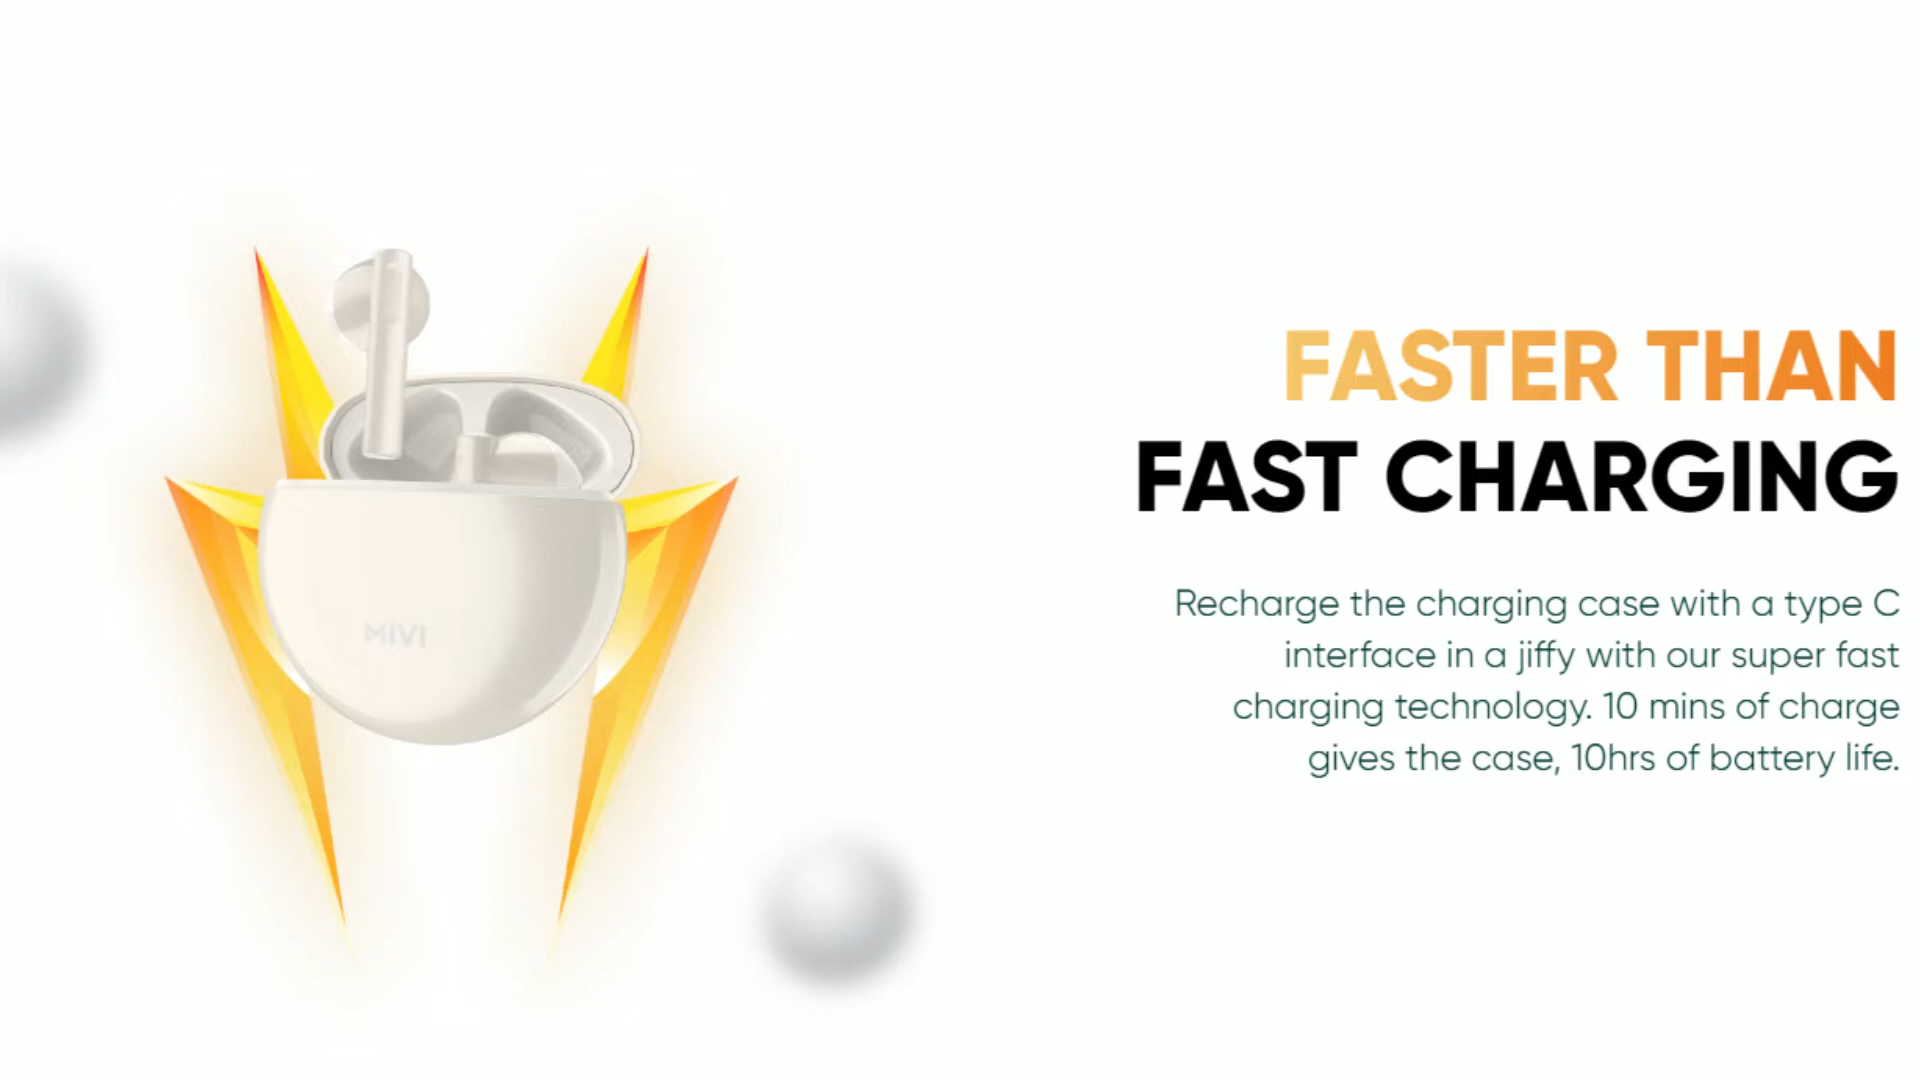 FASTER THAN
FAST CHARGING
Recharge the charging case with a type C
interface in a jiffy with our super fast
charging technology. 10 mins of charge
gives the case, 10hrs of battery life.
MIVI